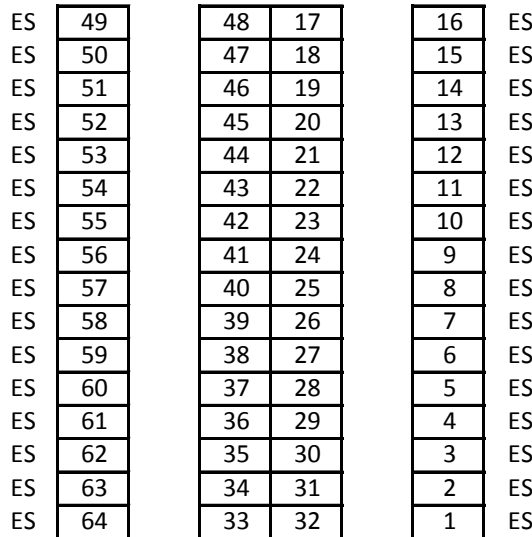 ES 49 48 17 16 ES
ES 50 47 18 15 ES
ES 51 46 19 14 ES
ES 52 45 20 13 ES
ES 53 44 21 12 ES
ES 54 43 22 11 ES
ES 55 42 23 10 ES
ES 56 41 24 9 ES
ES 57 40 25 8 ES
ES 58 39 26 7 ES
ES 59 38 27 6 ES
ES 60 37 28 5 ES
ES 61 36 29 4 ES
ES 62 35 30 3 ES
ES 63 34 31 2 ES
ES 64 33 32 1 ES